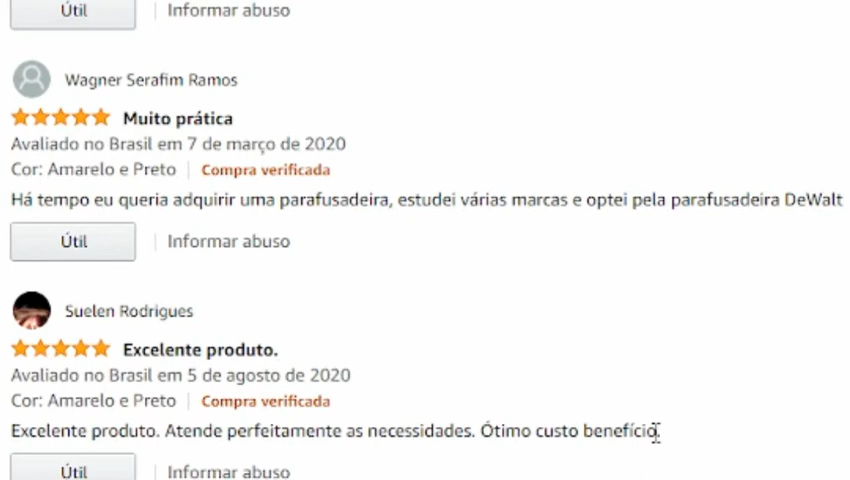 Útil Informar abuso
Wagner Serafim Ramos
Muito prática
Avaliado no Brasil em 7 de março de 2020
Cor: Amarelo e Preto Compra verificada
Há tempo eu queria adquirir uma parafusadeira, estudei várias marcas e optei pela parafusadeira DeWalt
Útil Informar abuso
Suelen Rodrigues
Excelente produto.
Avaliado no Brasil em 5 de agosto de 2020
Cor: Amarelo e Preto Compra verificada
Excelente produto. Atende perfeitamente as necessidades. Ótimo custo benefício.
Útil Informar abuso